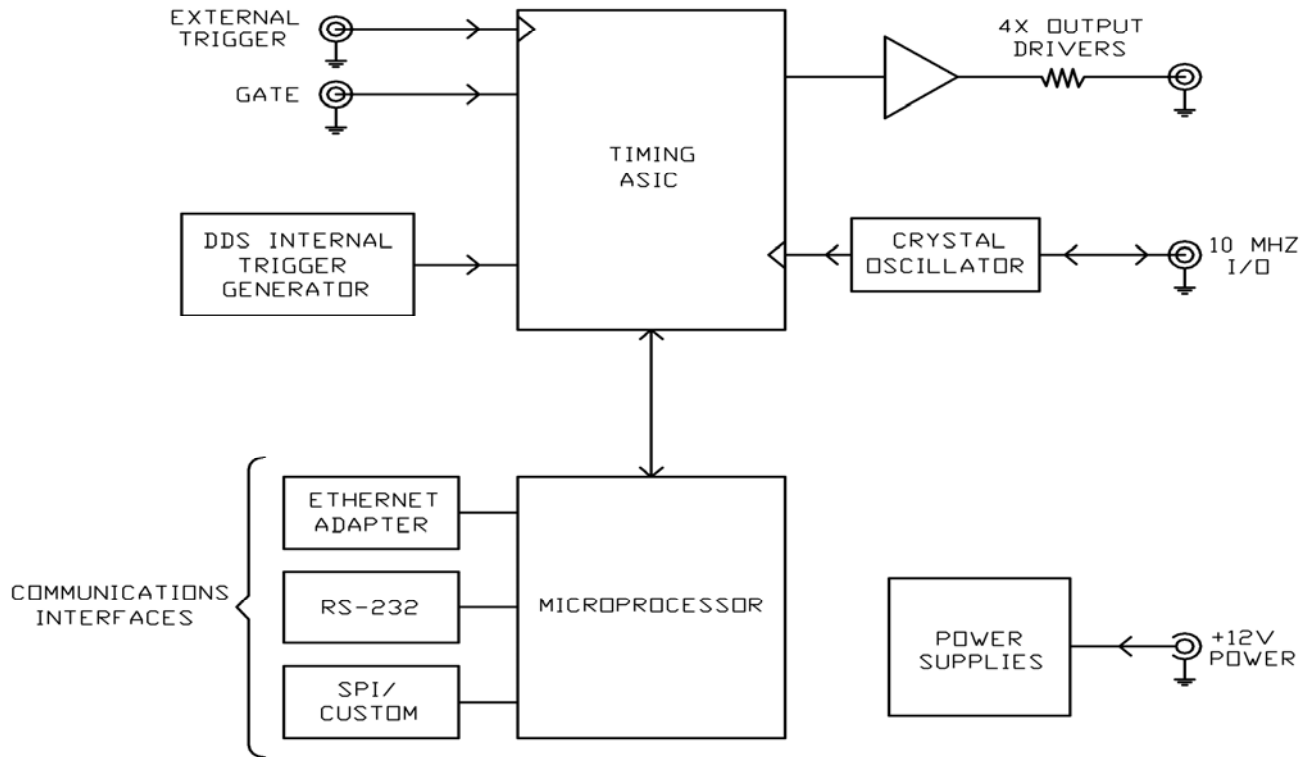 EXTERNAL
TRIGGER
GATE
DDS INTERNAL
TRIGGER
GENERATOR
TIMING
ASIC
4X OUTPUT
DRIVERS
CRYSTAL
OSCILLATOR
10 MHZ
I/O
COMMUNICATIONS
INTERFACES
ETHERNET
ADAPTER
RS-232
SPI/
CUSTOM
MICROPROCESSOR
POWER
SUPPLIES
+12V
POWER